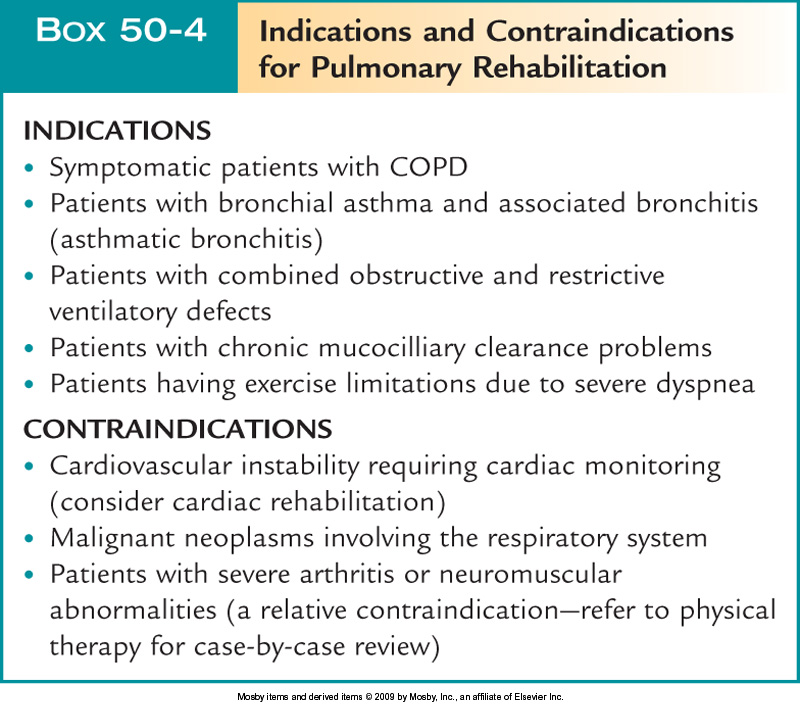 Box 50-4
Indications and Contraindications
for Pulmonary Rehabilitation
INDICATIONS
• Symptomatic patients with COPD
• Patients with bronchial asthma and associated bronchitis
(asthmatic bronchitis)
• Patients with combined obstructive and restrictive
ventilatory defects
• Patients with chronic mucocilliary clearance problems
• Patients having exercise limitations due to severe dyspnea
CONTRAINDICATIONS
• Cardiovascular instability requiring cardiac monitoring
(consider cardiac rehabilitation)
• Malignant neoplasms involving the respiratory system
• Patients with severe arthritis or neuromuscular
abnormalities (a relative contraindication—refer to physical
therapy for case-by-case review)
Mosby items and derived items © 2009 by Mosby, Inc., an affiliate of Elsevier Inc.